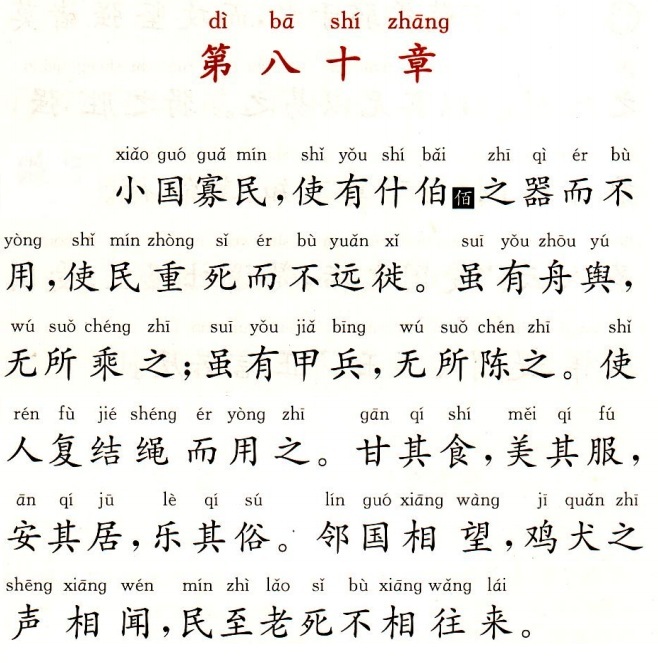 dì bā shí zhāng
第八十章
xiǎo guó guǎ mín shǐ yǒu shí bǎi zhī qì ér bù
小国寡民，使有什伯佰之器而不
yòng shǐ mín zhòng sǐ ér bù yuǎn xǐ suī yǒu zhōu yú
用，使民重死而不远徙。虽有舟舆，
wú suǒ chéng zhī suī yǒu jiǎ bīng wú suǒ chén zhī shǐ
无所乘之；虽有甲兵，无所陈之。使
rén fù jié shéng ér yòng zhī gān qí shí měi qí fú
人复结绳而用之。甘其食，美其服，
ān qí jū lè qí sú lín guó xiāng wàng jī quǎn zhī
安其居，乐其俗。邻国相望，鸡犬之
shēng xiāng wén mín zhì lǎo sǐ bù xiāng wǎng lái
声相闻，民至老死不相往来。